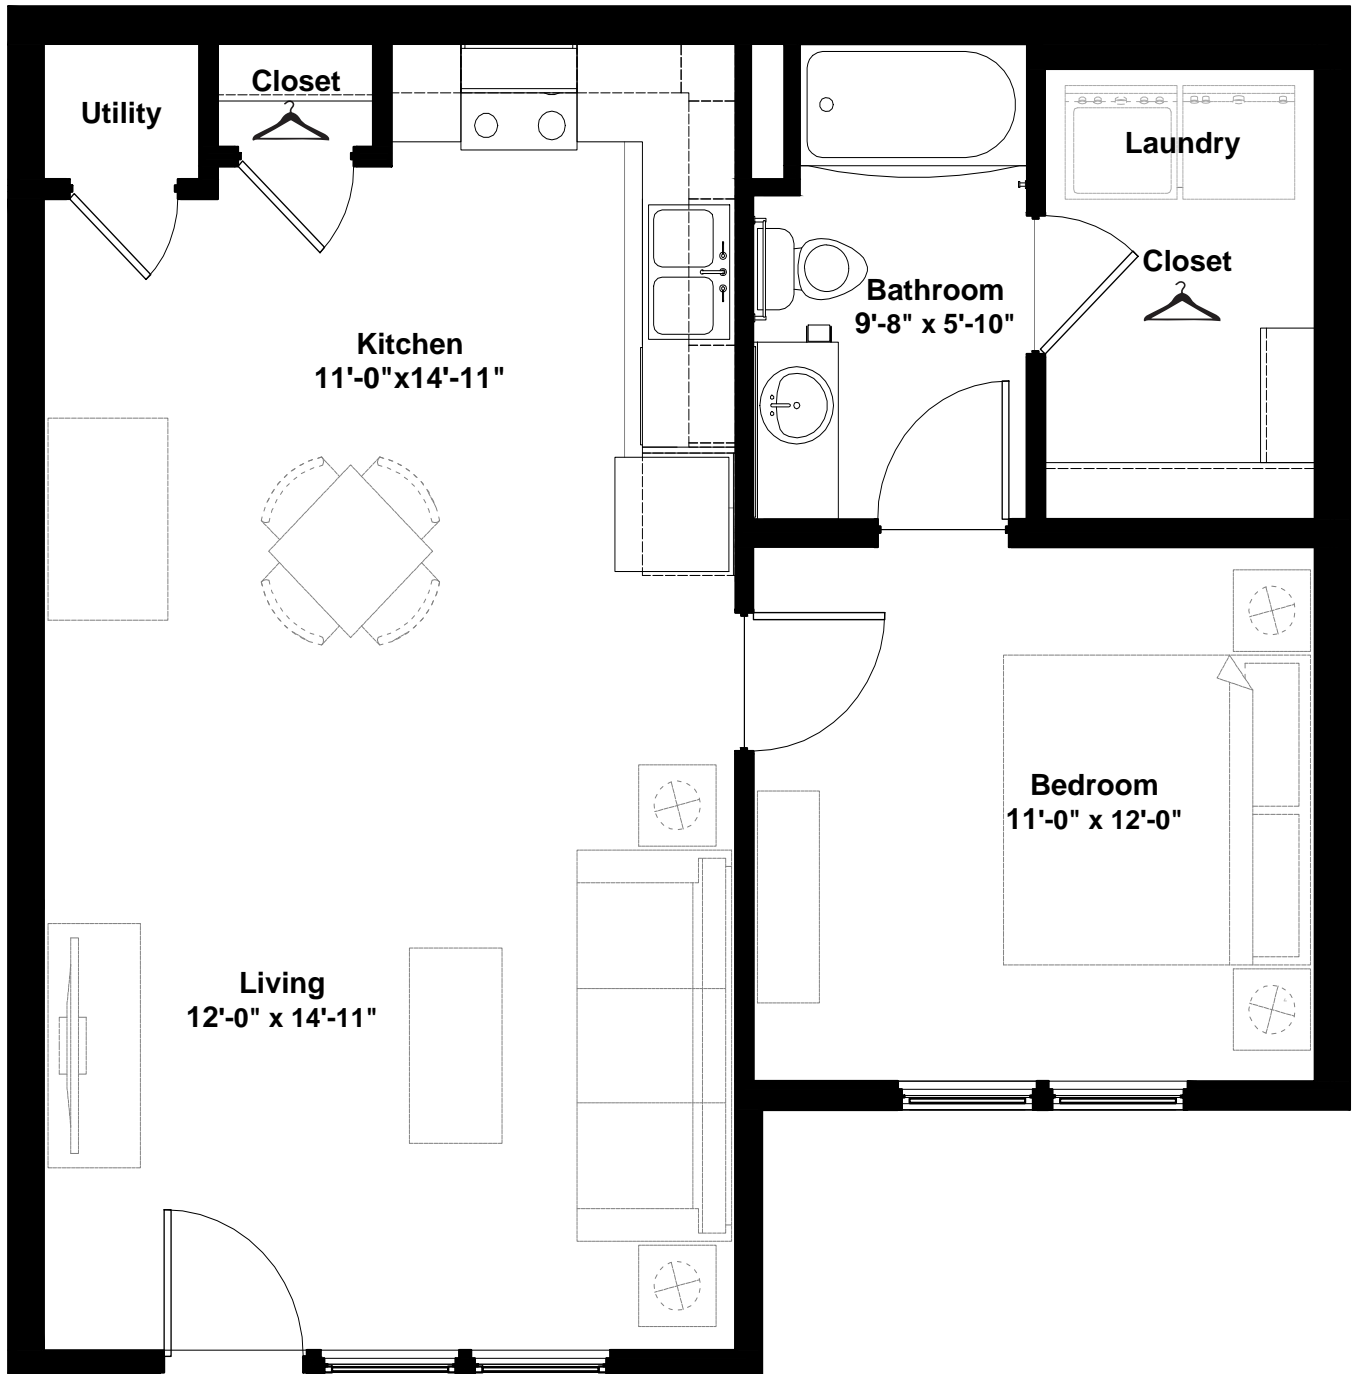 Closet
Utility
Laundry
Closet
Bathroom
9'-8" x 5'-10"
Kitchen
11'-0"x14'-11"
Bedroom
11'-0" x 12'-0"
Living
12'-0" x 14'-11"